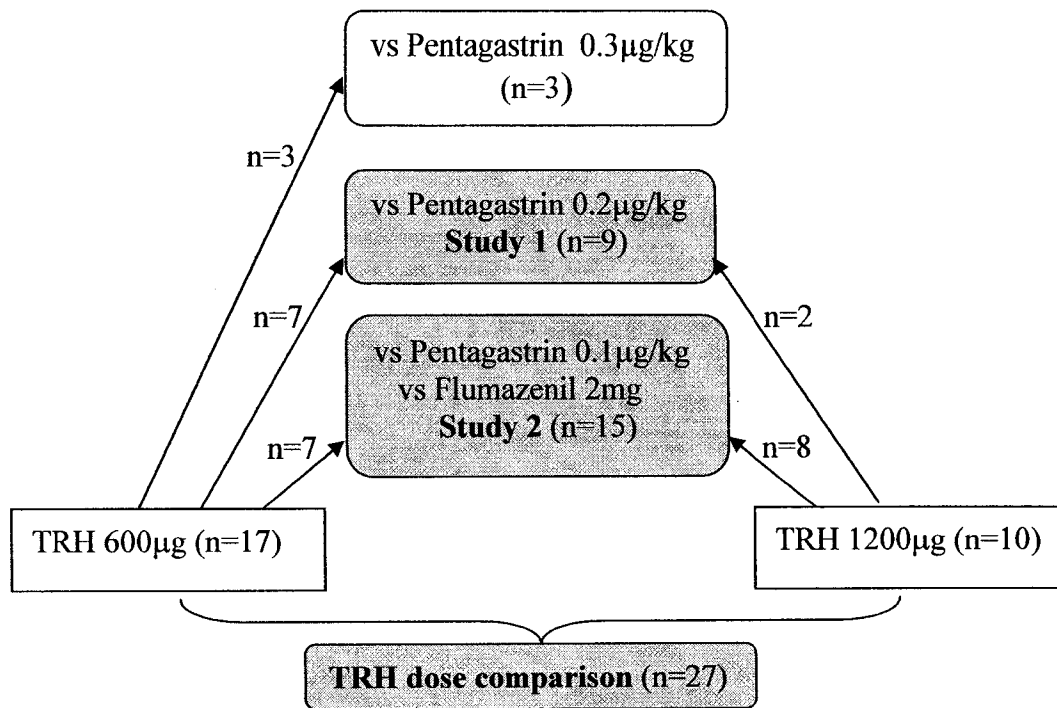 vs Pentagastrin 0.3µg/kg
(n=3)
n=3
vs Pentagastrin 0.2µg/kg
Study 1 (n=9)
n=7
n=2
vs Pentagastrin 0.1µg/kg
vs Flumazenil 2mg
Study 2 (n=15)
n=7
n=8
TRH 600µg (n=17)
TRH 1200µg (n=10)
TRH dose comparison (n=27)